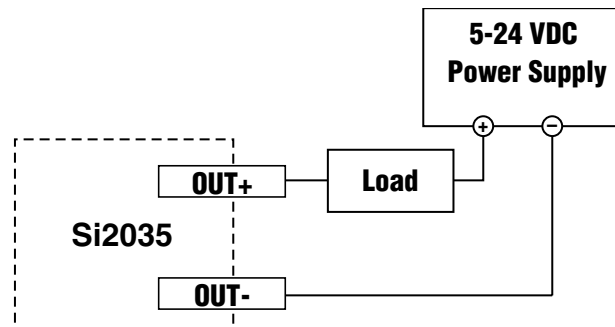 5-24 VDC
Power Supply
+
−
OUT+
Load
Si2035
OUT-